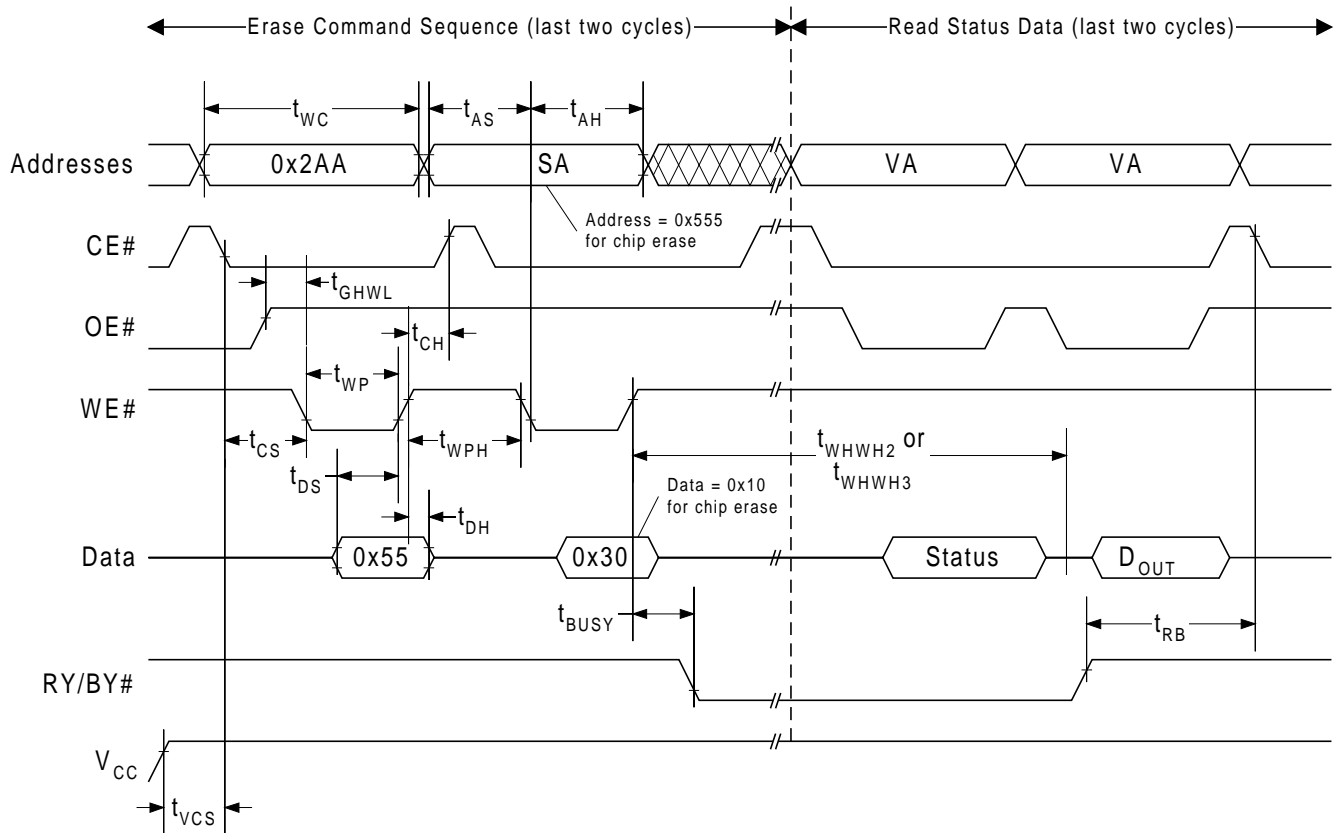 Erase Command Sequence (last two cycles)
Read Status Data (last two cycles)
tWC
tAS
tAH
Addresses
0x2AA
SA
VA
VA
Address = 0x555
for chip erase
CE#
tGHWL
OE#
tCH
tWP
WE#
tCS
tWPH
tWHWH2 or
tWHWH3
tDS
Data = 0x10
for chip erase
tDH
Data
0x55
0x30
Status
DOUT
tBUSY
tRB
RY/BY#
VCC
tVCS